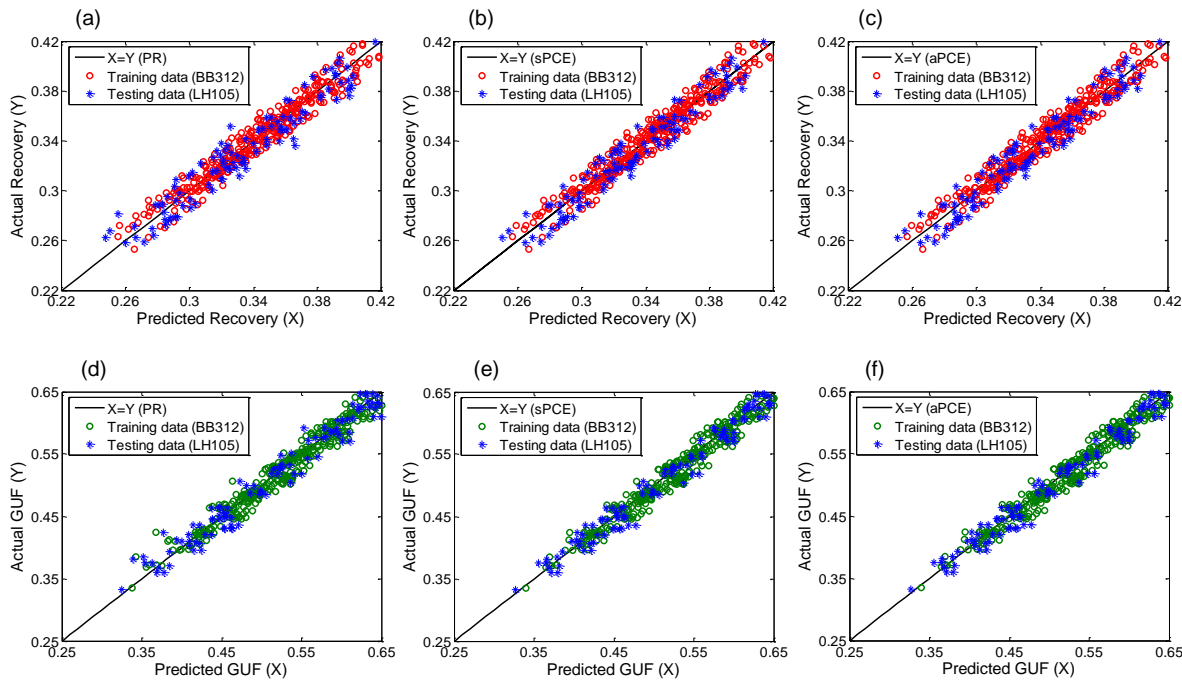 (a)
(b)
(c)
X=Y (PR)
Training data (BB312)
Testing data (LH105)
X=Y (sPCE)
Training data (BB312)
Testing data (LH105)
X=Y (aPCE)
Training data (BB312)
Testing data (LH105)
Actual Recovery (Y)
0.42
0.38
0.34
0.3
0.26
0.22
0.22 0.26 0.3 0.34 0.38 0.42
Predicted Recovery (X)
Actual Recovery (Y)
0.42
0.38
0.34
0.3
0.26
0.22
0.22 0.26 0.3 0.34 0.38 0.42
Predicted Recovery (X)
Actual Recovery (Y)
0.42
0.38
0.34
0.3
0.26
0.22
0.22 0.26 0.3 0.34 0.38 0.42
Predicted Recovery (X)
(d)
(e)
(f)
X=Y (PR)
Training data (BB312)
Testing data (LH105)
X=Y (sPCE)
Training data (BB312)
Testing data (LH105)
X=Y (aPCE)
Training data (BB312)
Testing data (LH105)
Actual GUF (Y)
0.65
0.55
0.45
0.35
0.25
0.25 0.35 0.45 0.55 0.65
Predicted GUF (X)
Actual GUF (Y)
0.65
0.55
0.45
0.35
0.25
0.25 0.35 0.45 0.55 0.65
Predicted GUF (X)
Actual GUF (Y)
0.65
0.55
0.45
0.35
0.25
0.25 0.35 0.45 0.55 0.65
Predicted GUF (X)